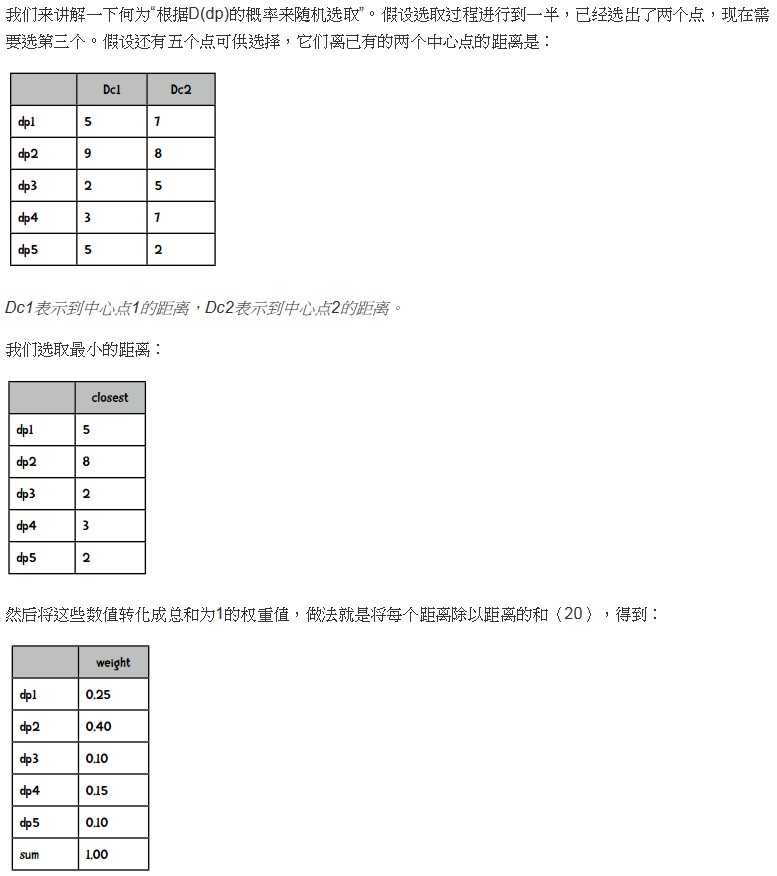 我们来讲解一下何为“根据D(dp)的概率来随机选取”。假设选取过程进行到一半，已经选出了两个点，现在需
要选第三个。假设还有五个点可供选择，它们离已有的两个中心点的距离是：
Dc1 Dc2
dp1 5 7
dp2 9 8
dp3 2 5
dp4 3 7
dp5 5 2
Dc1表示到中心点1的距离，Dc2表示到中心点2的距离。
我们选取最小的距离：
closest
dp1 5
dp2 8
dp3 2
dp4 3
dp5 2
然后将这些数值转化成总和为1的权重值，做法就是将每个距离除以距离的和（20），得到：
weight
dp1 0.25
dp2 0.40
dp3 0.10
dp4 0.15
dp5 0.10
sum 1.00